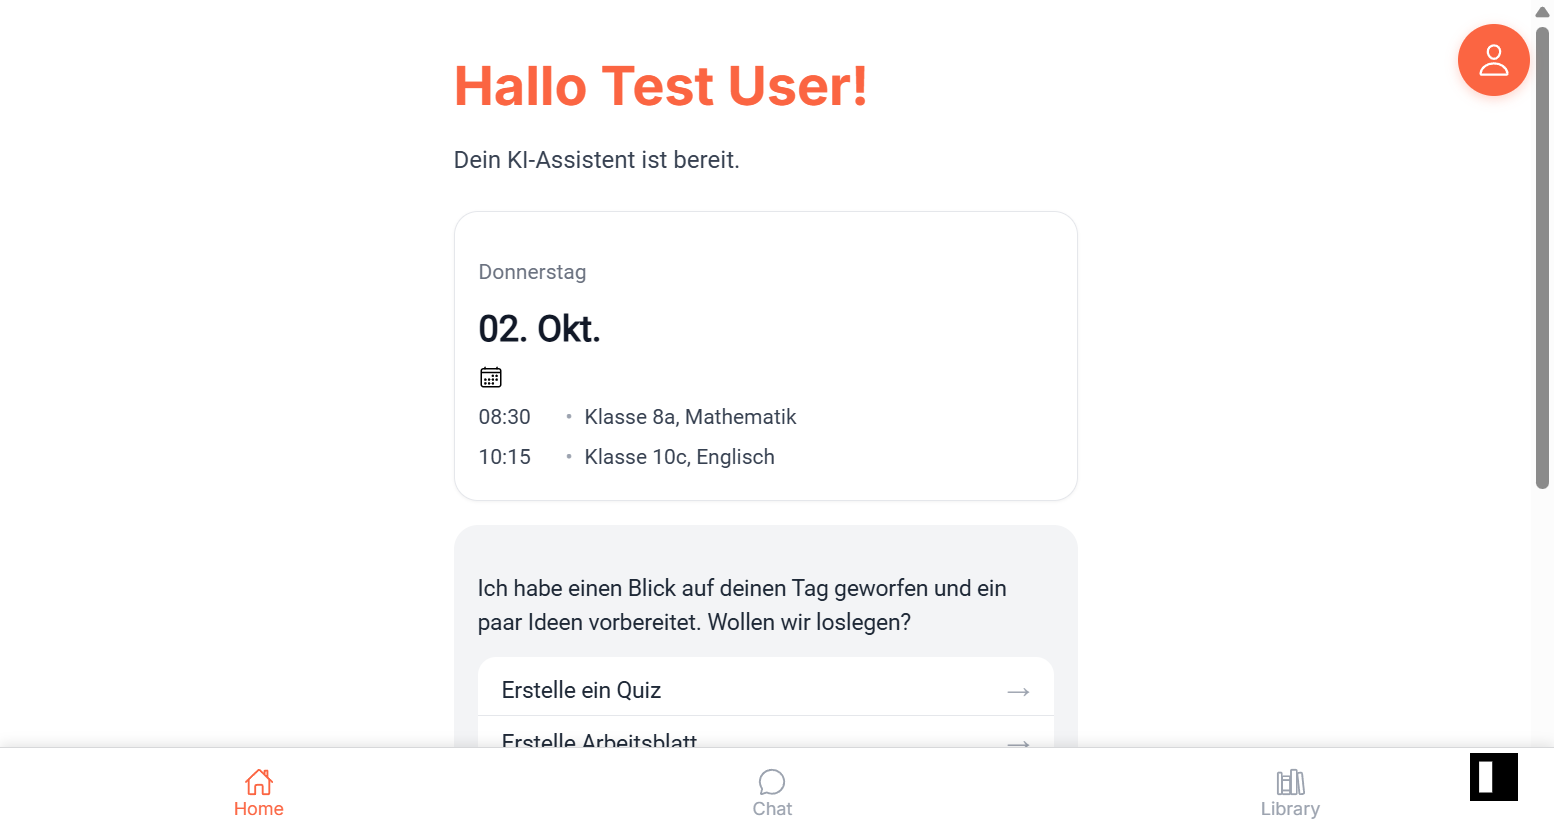 Hallo Test User!
Dein KI-Assistent ist bereit.
Donnerstag
02. Okt.
08:30 • Klasse 8a, Mathematik
10:15 • Klasse 10c, Englisch
Ich habe einen Blick auf deinen Tag geworfen und ein
paar Ideen vorbereitet. Wollen wir loslegen?
Erstelle ein Quiz →
Erstelle Arbeitsblatt →
Home
Chat
Library